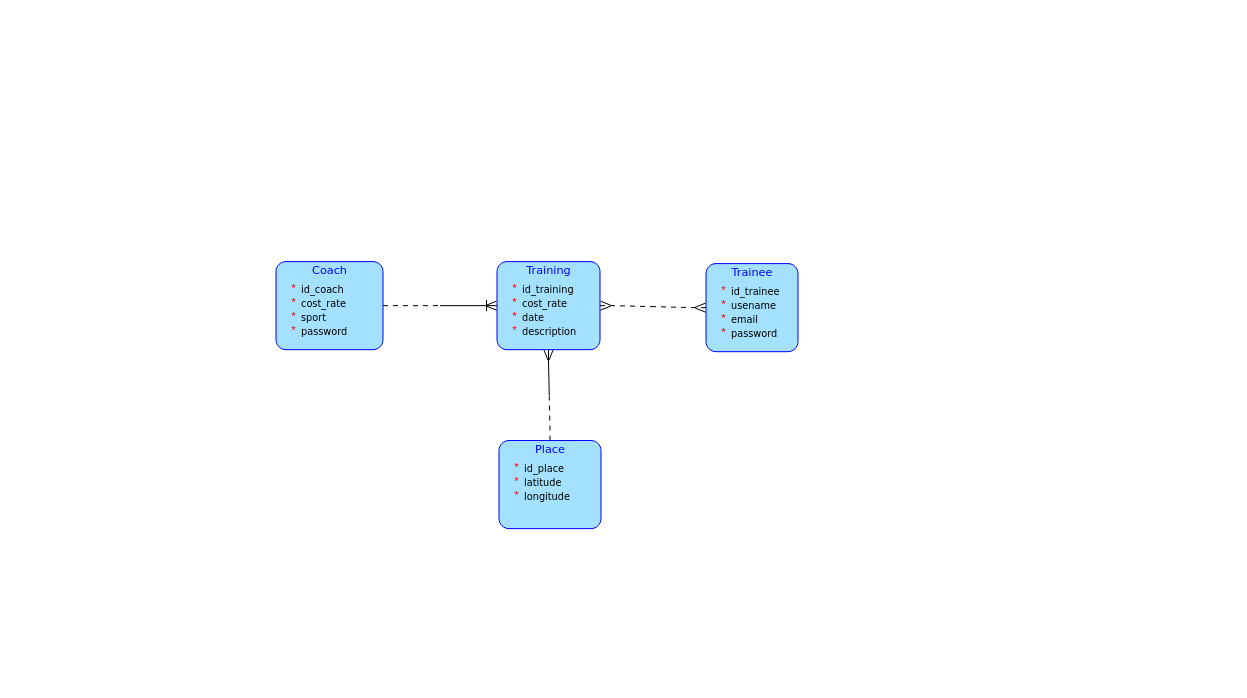 Coach
* id_coach
* cost_rate
* sport
* password
Training
* id_training
* cost_rate
* date
* description
Trainee
* id_trainee
* usename
* email
* password
Place
* id_place
* latitude
* longitude